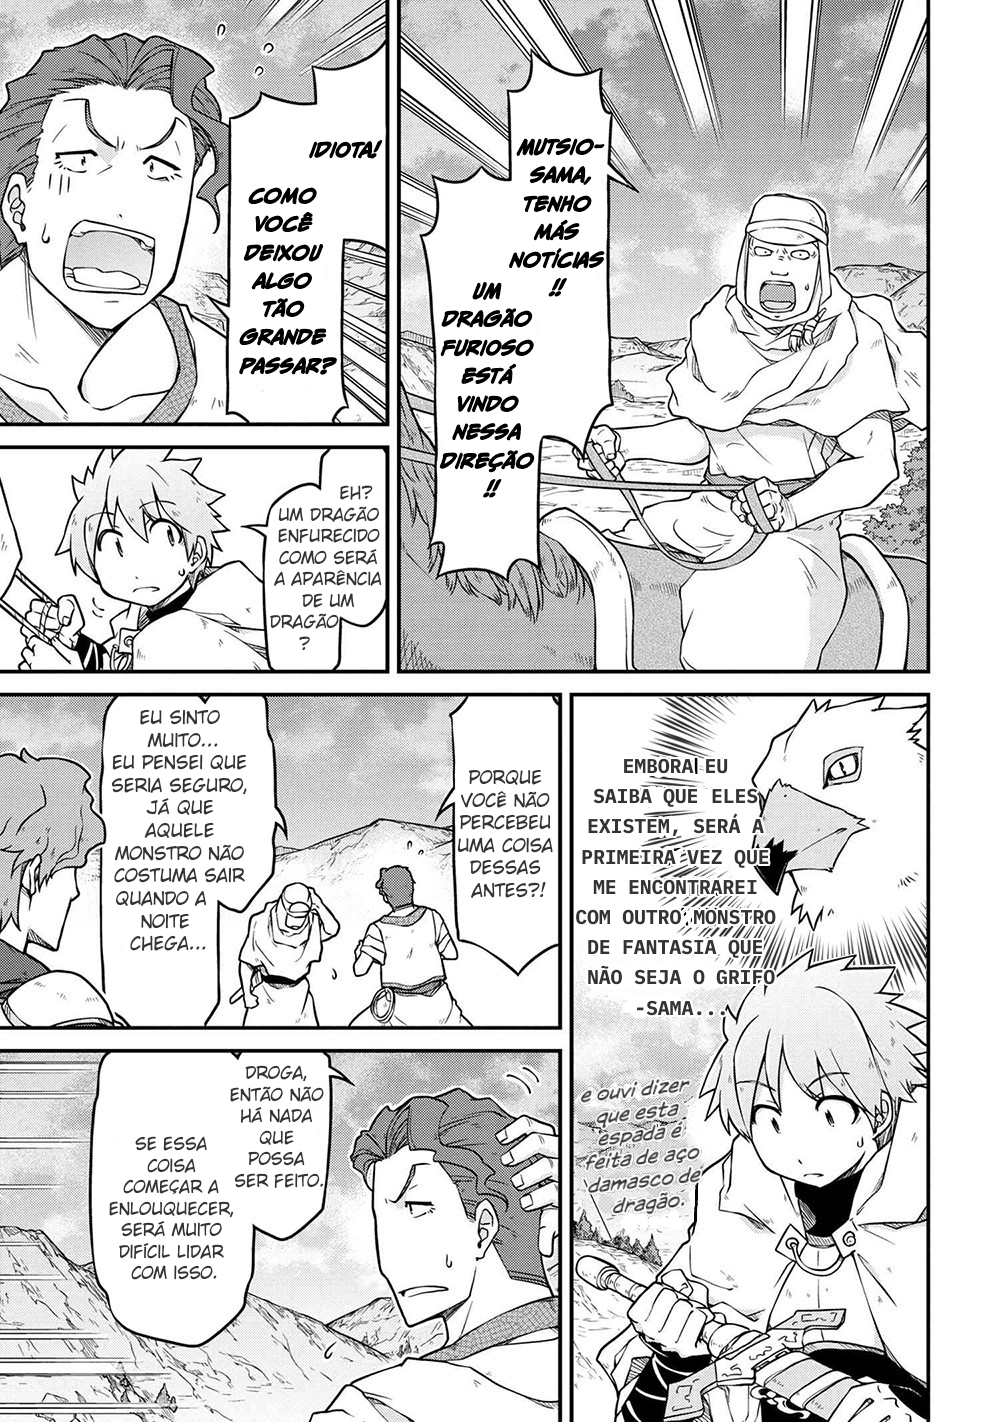 MUTSIO-
SAMA,
TENHO
MÁS
NOTÍCIAS
!!
UM
DRAGÃO
FURIOSO
ESTÁ
VINDO
NESSA
DIREÇÃO
!!
IDIOTA!
COMO
VOCÊ
DEIXOU
ALGO
TÃO
GRANDE
PASSAR?
EH?
UM DRAGÃO
ENFURECIDO
COMO SERÁ
A APARÊNCIA
DE UM
DRAGÃO
?
EMBORA EU
SAIBA QUE ELES
EXISTEM, SERÁ A
PRIMEIRA VEZ QUE
ME ENCONTRAREI
COM OUTRO MONSTRO
DE FANTASIA QUE
NÃO SEJA O GRIFO
-SAMA...
e ouvi dizer
que esta
espada é
feita de aço
damasco de
dragão.
PORQUE
VOCÊ NÃO
PERCEBEU
UMA COISA
DESSAS
ANTES?!
EU SINTO
MUITO...
EU PENSEI QUE
SERIA SEGURO,
JÁ QUE
AQUELE
MONSTRO NÃO
COSTUMA SAIR
QUANDO A
NOITE
CHEGA...
DROGA,
ENTÃO NÃO
HÁ NADA
QUE
POSSA
SER FEITO.
SE ESSA
COISA
COMEÇAR A
ENLOUQUECER,
SERÁ MUITO
DIFÍCIL LIDAR
COM ISSO.